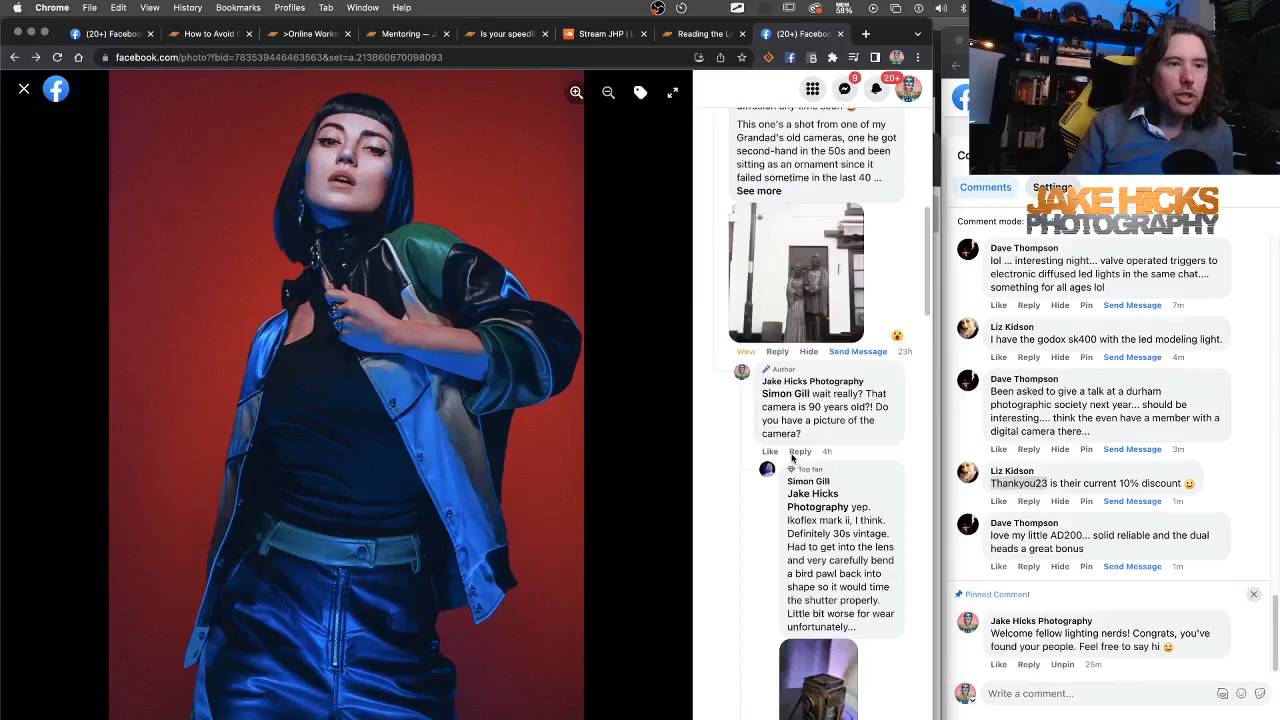 Chrome File Edit View History Bookmarks Profiles Tab Window Help
MEM
58%
(20+) Faceboo
How to Avoid C
>Online Works
Mentoring — J
Is your speedli
Stream JHP | L
Reading the Li
(20+) Faceboo
facebook.com/photo?fbid=783539446463563&set=a.213860870098093
9
20+
This one's a shot from one of my
Grandad's old cameras, one he got
second-hand in the 50s and been
sitting as an ornament since it
failed sometime in the last 40 ...
See more
Wow Reply Hide Send Message 23h
Author
Jake Hicks Photography
Simon Gill wait really? That
camera is 90 years old? Do
you have a picture of the
camera?
Like Reply 4h
Top fan
Simon Gill
Jake Hicks
Photography yep.
Ikoflex mark ii, I think.
Definitely 30s vintage.
Had to get into the lens
and very carefully bend
a bird pawl back into
shape so it would time
the shutter properly.
Little bit worse for wear
unfortunately...
JAKE HICKS
PHOTOGRAPHY
Comments Settings
Comment mode:
Dave Thompson
lol ... interesting night... valve operated triggers to
electronic diffused led lights in the same chat....
something for all ages lol
Like Reply Hide Pin Send Message 7m
Liz Kidson
I have the godox sk400 with the led modeling light.
Like Reply Hide Pin Send Message 4m
Dave Thompson
Been asked to give a talk at a durham
photographic society next year... should be
interesting.... think the even have a member with a
digital camera there...
Like Reply Hide Pin Send Message 3m
Liz Kidson
Thankyou23 is their current 10% discount 😀
Like Reply Hide Pin Send Message 1m
Dave Thompson
love my little AD200... solid reliable and the dual
heads a great bonus
Like Reply Hide Pin Send Message 1m
Pinned Comment
Jake Hicks Photography
Welcome fellow lighting nerds! Congrats, you've
found your people. Feel free to say hi 😀
Like Reply Unpin 25m
Write a comment...